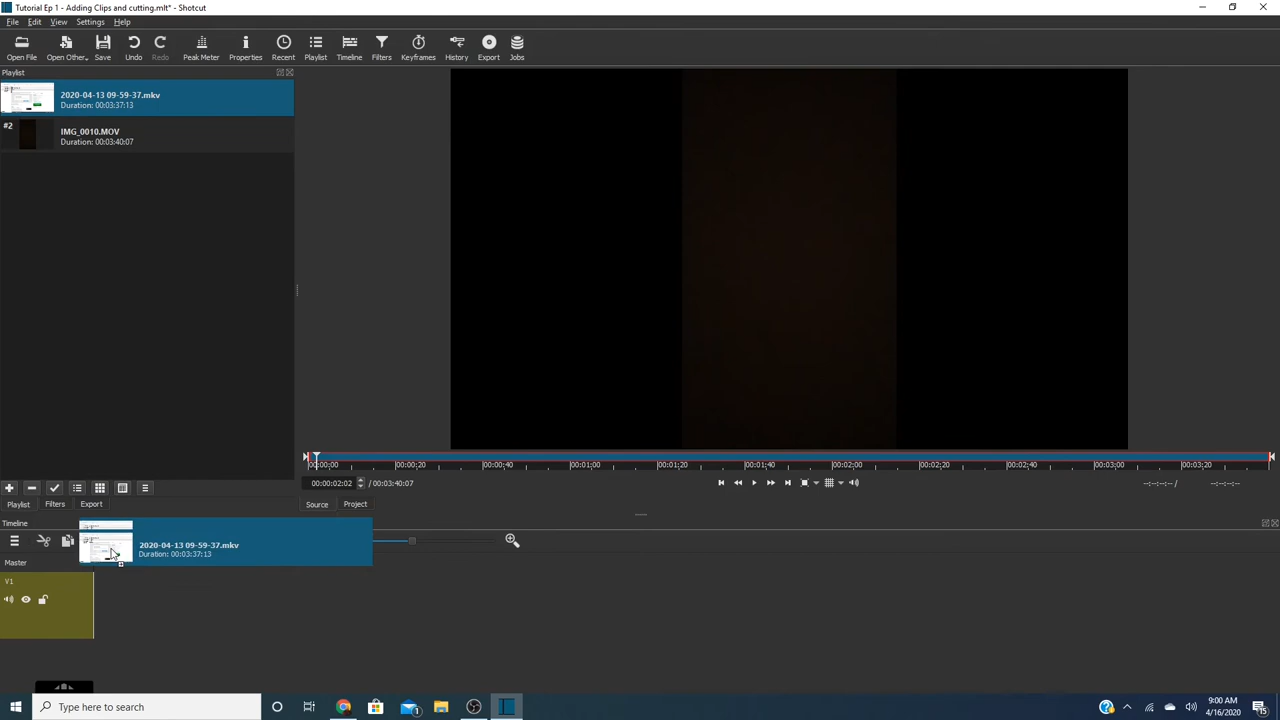 Tutorial Ep 1 - Adding Clips and cutting.mlt* - Shotcut
File Edit View Settings Help
Open File Open Other. Save Undo Redo Peak Meter Properties Recent Playlist Timeline Filters Keyframes History Export Jobs
Playlist
2020-04-13 09-59-37.mkv
Duration: 00:03:37:13
#2
IMG_0010.MOV
Duration: 00:03:40:07
00:00;00 00:00;20 00:00;40 00:01;00 00:01;20 00:01;40 00:02;00 00:02;20 00:02;40 00:03;00 00:03;20
00:00:02:02 / 00:03:40:07 --:--:--:-- / --:--:--:--
Playlist Filters Export Source Project
Timeline
2020-04-13 09-59-37.mkv
Duration: 00:03:37:13
Master
V1
Type here to search
1
9:00 AM
4/16/2020
15